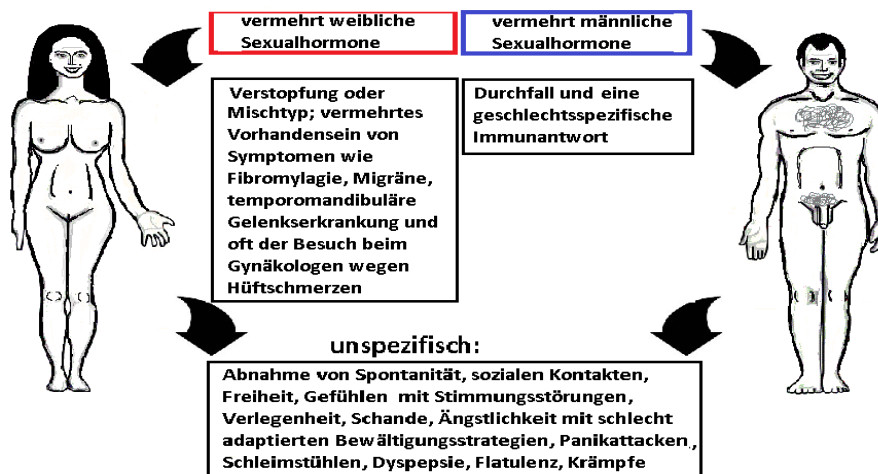 vermehrt weibliche
Sexualhormone
vermehrt männliche
Sexualhormone
Verstopfung oder
Mischtyp; vermehrtes
Vorhandensein von
Symptomen wie
Fibromylagie, Migräne,
temporomandibuläre
Gelenkserkrankung und
oft der Besuch beim
Gynäkologen wegen
Hüftschmerzen
Durchfall und eine
geschlechtsspezifische
Immunantwort
unspezifisch:
Abnahme von Spontanität, sozialen Kontakten,
Freiheit, Gefühlen mit Stimmungsstörungen,
Verlegenheit, Schande, Ängstlichkeit mit schlecht
adaptierten Bewältigungsstrategien, Panikattacken,,
Schleimstühlen, Dyspepsie, Flatulenz, Krämpfe